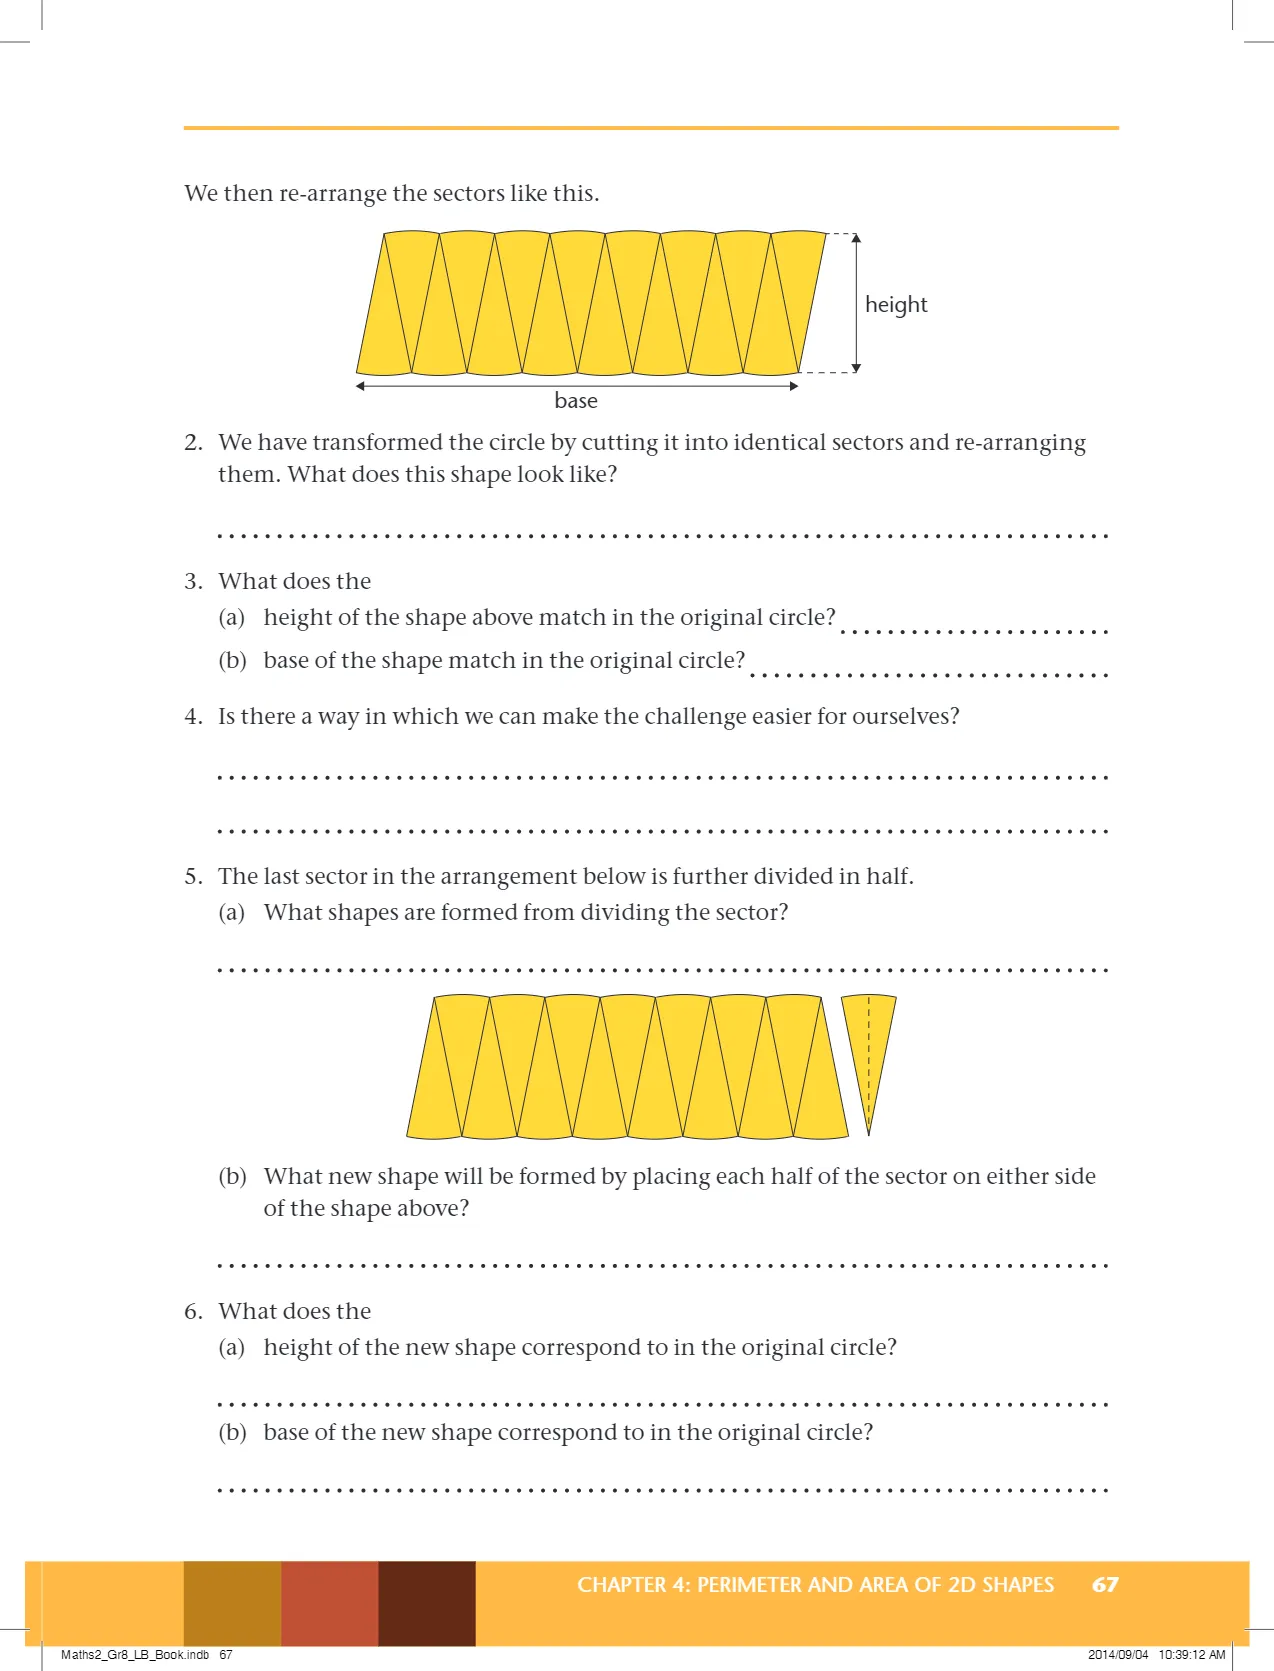 We then re-arrange the sectors like this.
height
base
2. We have transformed the circle by cutting it into identical sectors and re-arranging
them. What does this shape look like?
3. What does the
(a) height of the shape above match in the original circle?
(b) base of the shape match in the original circle?
4. Is there a way in which we can make the challenge easier for ourselves?
5. The last sector in the arrangement below is further divided in half.
(a) What shapes are formed from dividing the sector?
(b) What new shape will be formed by placing each half of the sector on either side
of the shape above?
6. What does the
(a) height of the new shape correspond to in the original circle?
(b) base of the new shape correspond to in the original circle?
CHAPTER 4: PERIMETER AND AREA OF 2D SHAPES 67
Maths2_Gr8_LB_Book.indb 67 2014/09/04 10:39:12 AM